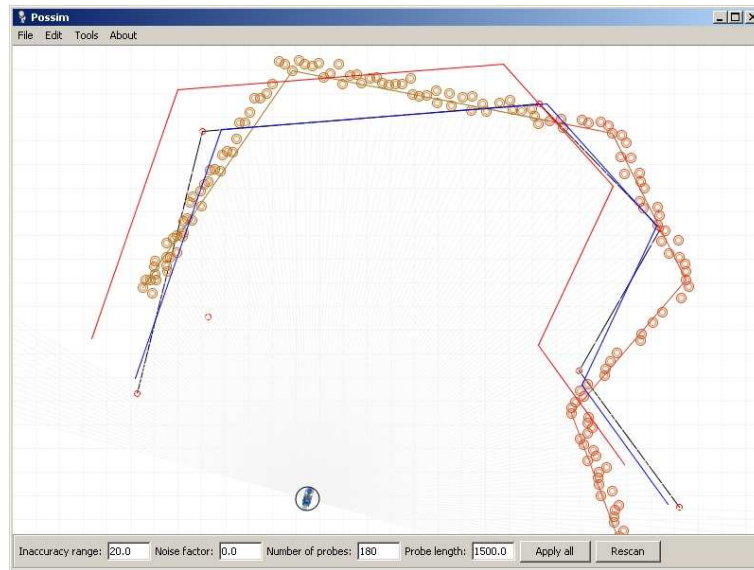 Possim
File Edit Tools About
Inaccuracy range: 20.0 Noise factor: 0.0 Number of probes: 180 Probe length: 1500.0 Apply all Rescan